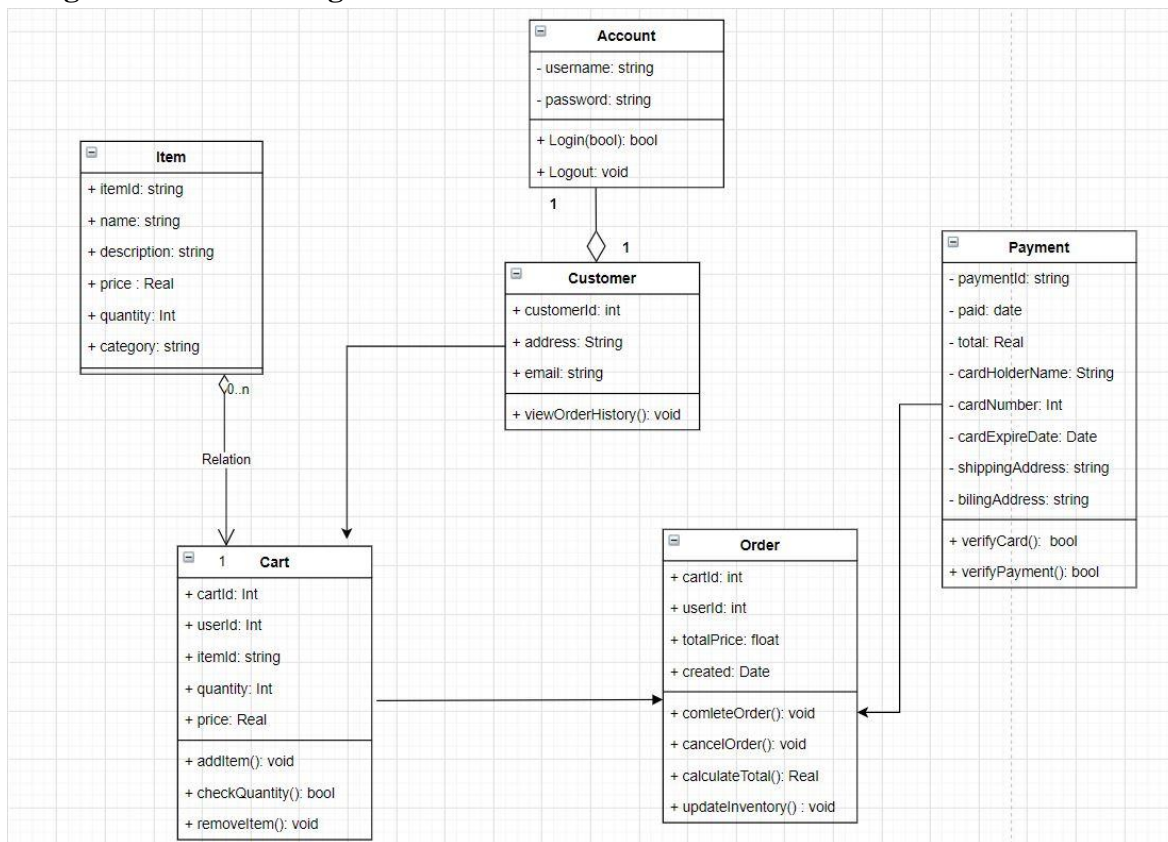 Account
- username: string
- password: string
+ Login(bool): bool
+ Logout: void
1
1
Item
+ itemId: string
+ name: string
+ description: string
+ price : Real
+ quantity: Int
+ category: string
0..n
Relation
Customer
+ customerId: int
+ address: String
+ email: string
+ viewOrderHistory(): void
Payment
- paymentId: string
- paid: date
- total: Real
- cardHolderName: String
- cardNumber: Int
- cardExpireDate: Date
- shippingAddress: string
- bilingAddress: string
+ verifyCard(): bool
+ verifyPayment(): bool
1 Cart
+ cartId: Int
+ userId: Int
+ itemId: string
+ quantity: Int
+ price: Real
+ addItem(): void
+ checkQuantity(): bool
+ removeItem(): void
Order
+ cartId: int
+ userId: int
+ totalPrice: float
+ created: Date
+ comleteOrder(): void
+ cancelOrder(): void
+ calculateTotal(): Real
+ updateInventory() : void